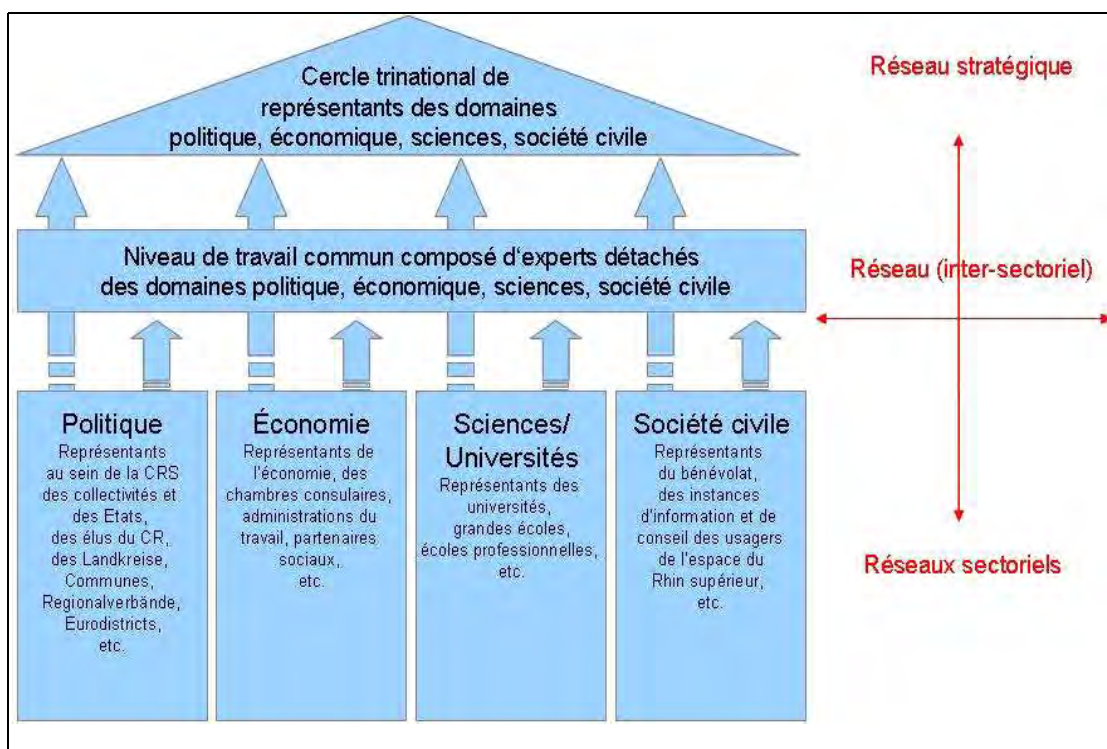 Cercle trinational de
représentants des domaines
politique, économique, sciences, société civile
Réseau stratégique
Niveau de travail commun composé d'experts détachés
des domaines politique, économique, sciences, société civile
Réseau (inter-sectoriel)
Politique
Représentants
au sein de la CRS
des collectivités et
des Etats,
des élus du CR,
des Landkreise,
Communes,
Regionalverbände,
Eurodistricts,
etc.
Économie
Représentants de
l'économie, des
chambres consulaires,
administrations du
travail, partenaires
sociaux,
etc.
Sciences/
Universités
Représentants des
universités,
grandes écoles,
écoles professionnelles,
etc.
Société civile
Représentants
du bénévolat,
des instances
d'information et de
conseil des usagers
de l'espace du
Rhin supérieur,
etc.
Réseaux sectoriels